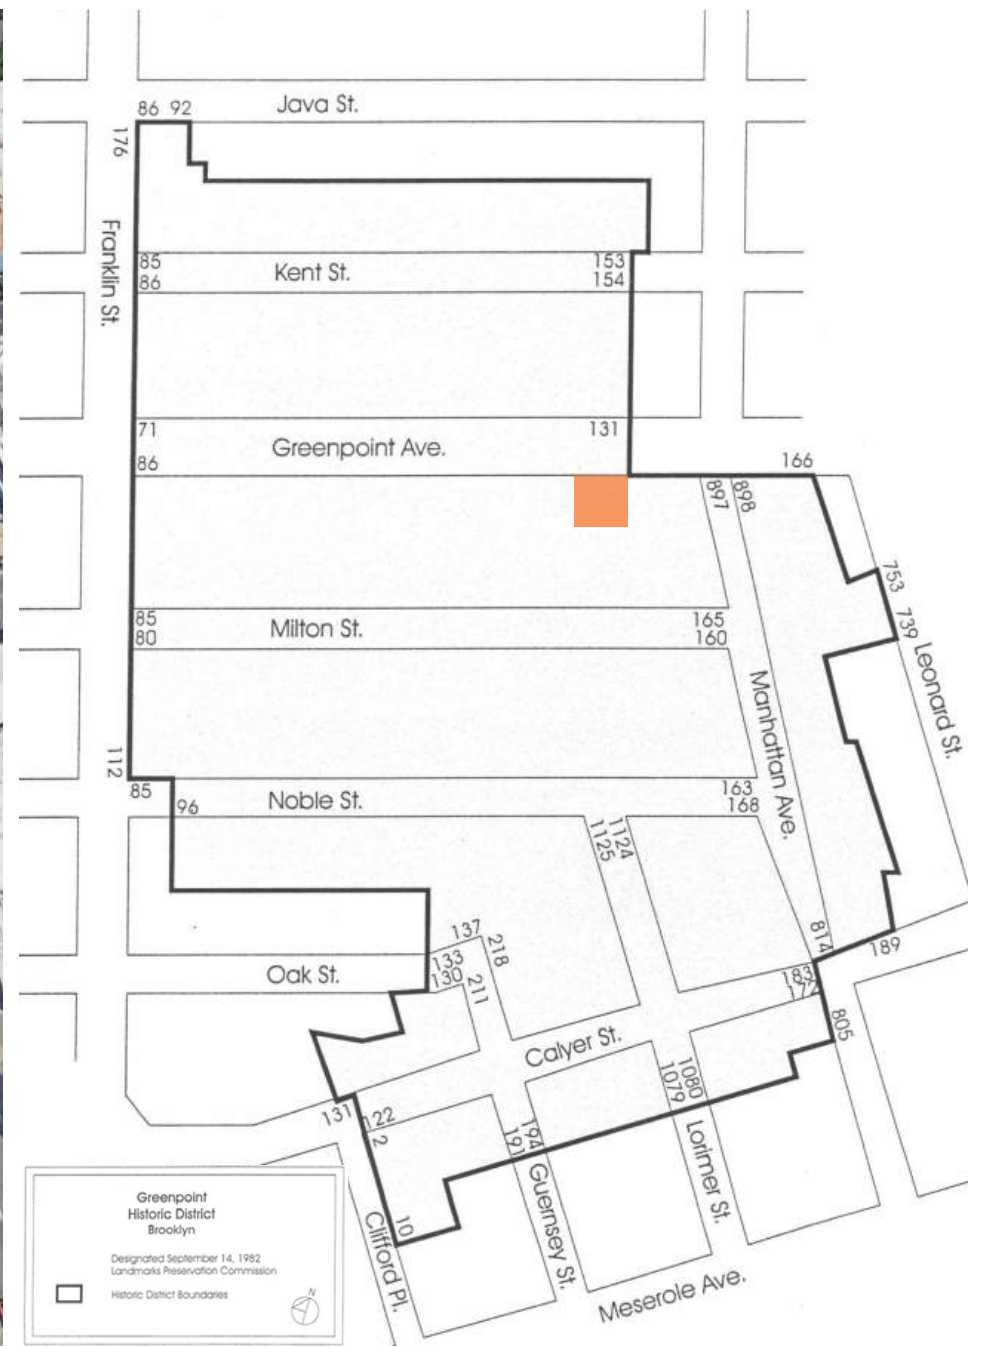 Java St.
86 92
176
Franklin St.
85
Kent St.
153
86
154
71
Greenpoint Ave.
131
86
166
897
898
753
739
Leonard St.
85
Milton St.
165
80
160
Manhattan Ave.
112
85
Noble St.
163
96
168
1125
1124
137
218
814
189
133
130
211
Oak St.
183
177
805
Calyer St.
1079
1080
131
122
2
191
194
Guernsey St.
Lorimer St.
10
Clifford Pl.
Meserole Ave.
Greenpoint
Historic District
Brooklyn
Designated September 14, 1982
Landmarks Preservation Commission
Historic District Boundaries
N